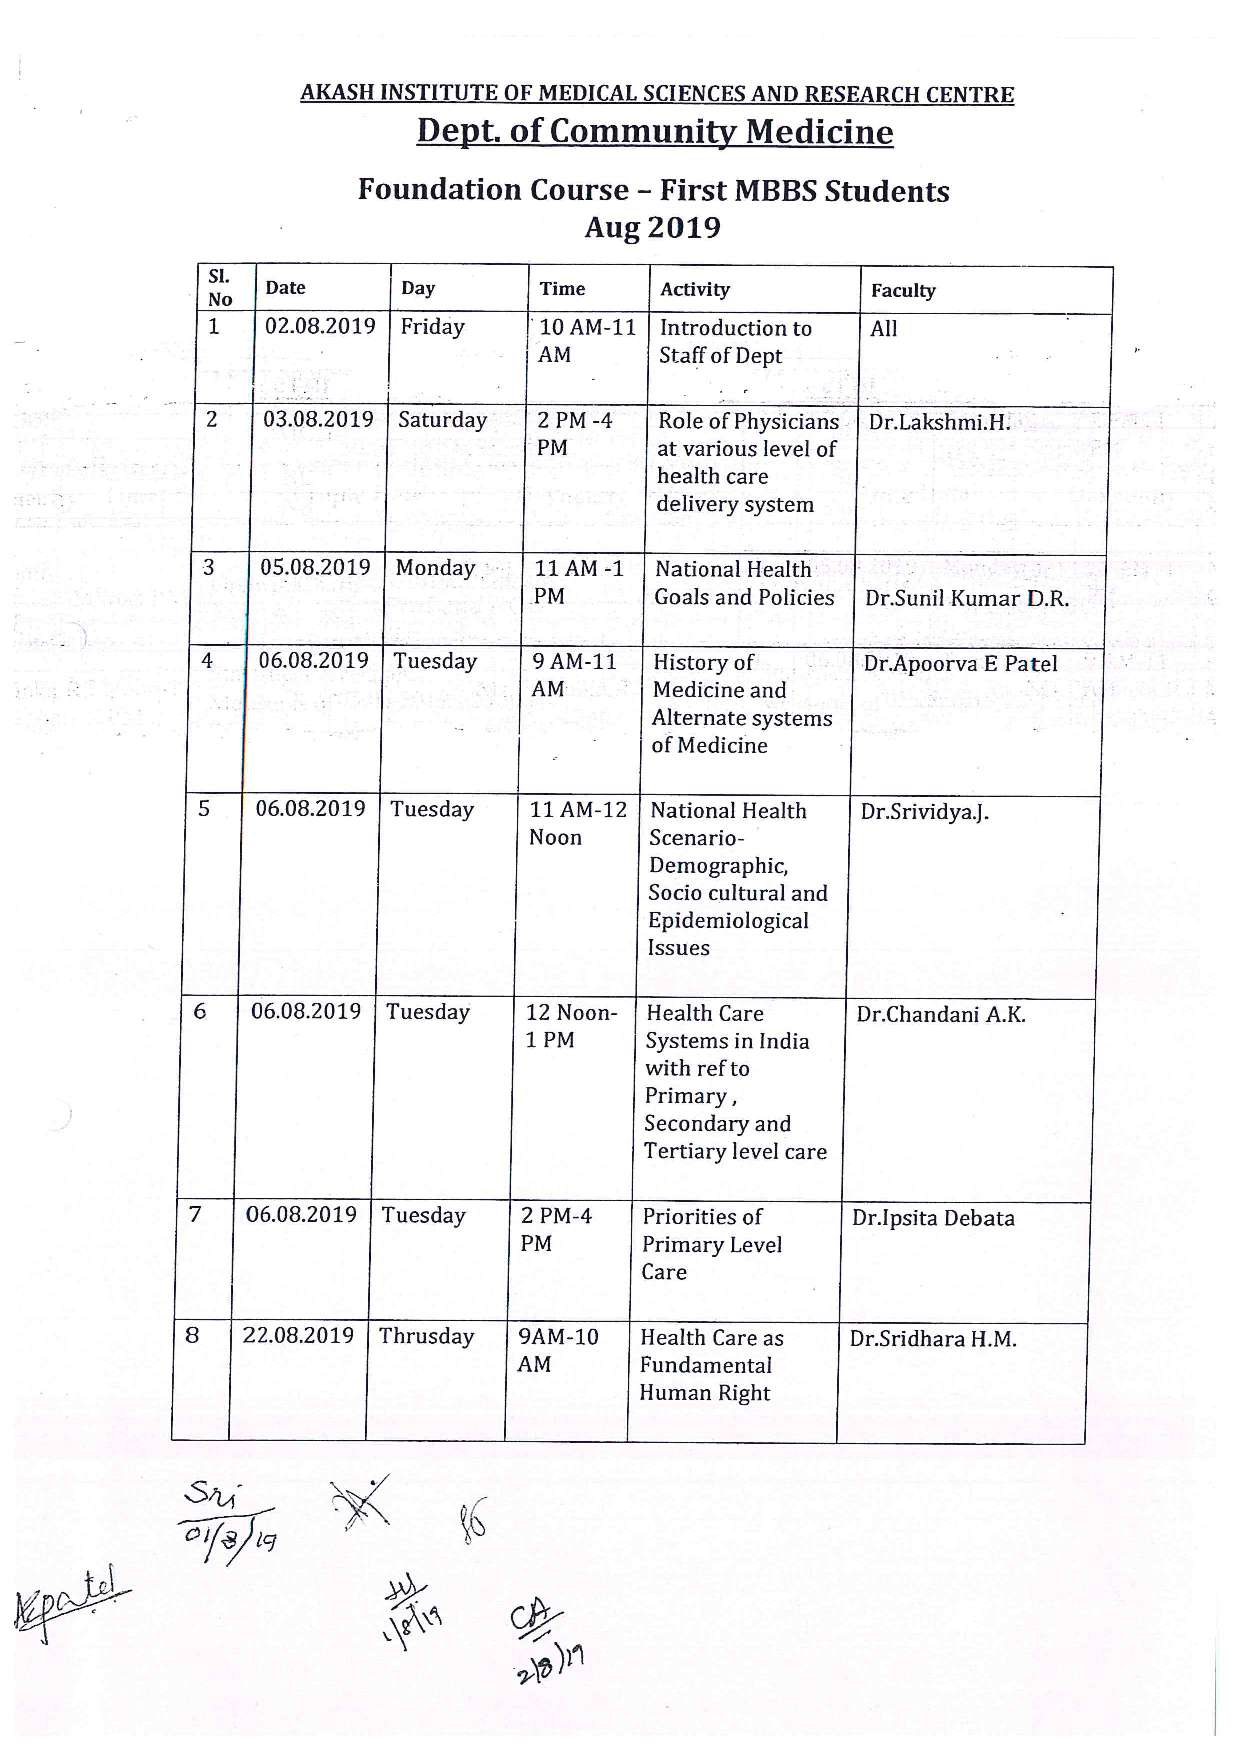 AKASH INSTITUTE OF MEDICAL SCIENCES AND RESEARCH CENTRE
Dept. of Community Medicine
Foundation Course – First MBBS Students
Aug 2019
Sl. No Date Day Time Activity Faculty
1 02.08.2019 Friday 10 AM-11 Introduction to All
AM Staff of Dept
2 03.08.2019 Saturday 2 PM -4 Role of Physicians Dr.Lakshmi.H.
PM at various level of
health care
delivery system
3 05.08.2019 Monday 11 AM -1 National Health
PM Goals and Policies Dr.Sunil Kumar D.R.
4 06.08.2019 Tuesday 9 AM-11 History of Dr.Apoorva E Patel
AM Medicine and
Alternate systems
of Medicine
5 06.08.2019 Tuesday 11 AM-12 National Health Dr.Srividya.J.
Noon Scenario-
Demographic,
Socio cultural and
Epidemiological
Issues
6 06.08.2019 Tuesday 12 Noon- Health Care Dr.Chandani A.K.
1 PM Systems in India
with ref to
Primary ,
Secondary and
Tertiary level care
7 06.08.2019 Tuesday 2 PM-4 Priorities of Dr.Ipsita Debata
PM Primary Level
Care
8 22.08.2019 Thrusday 9AM-10 Health Care as Dr.Sridhara H.M.
AM Fundamental
Human Right
Sri
01/8/19
1/8/19
CA
2/8/19